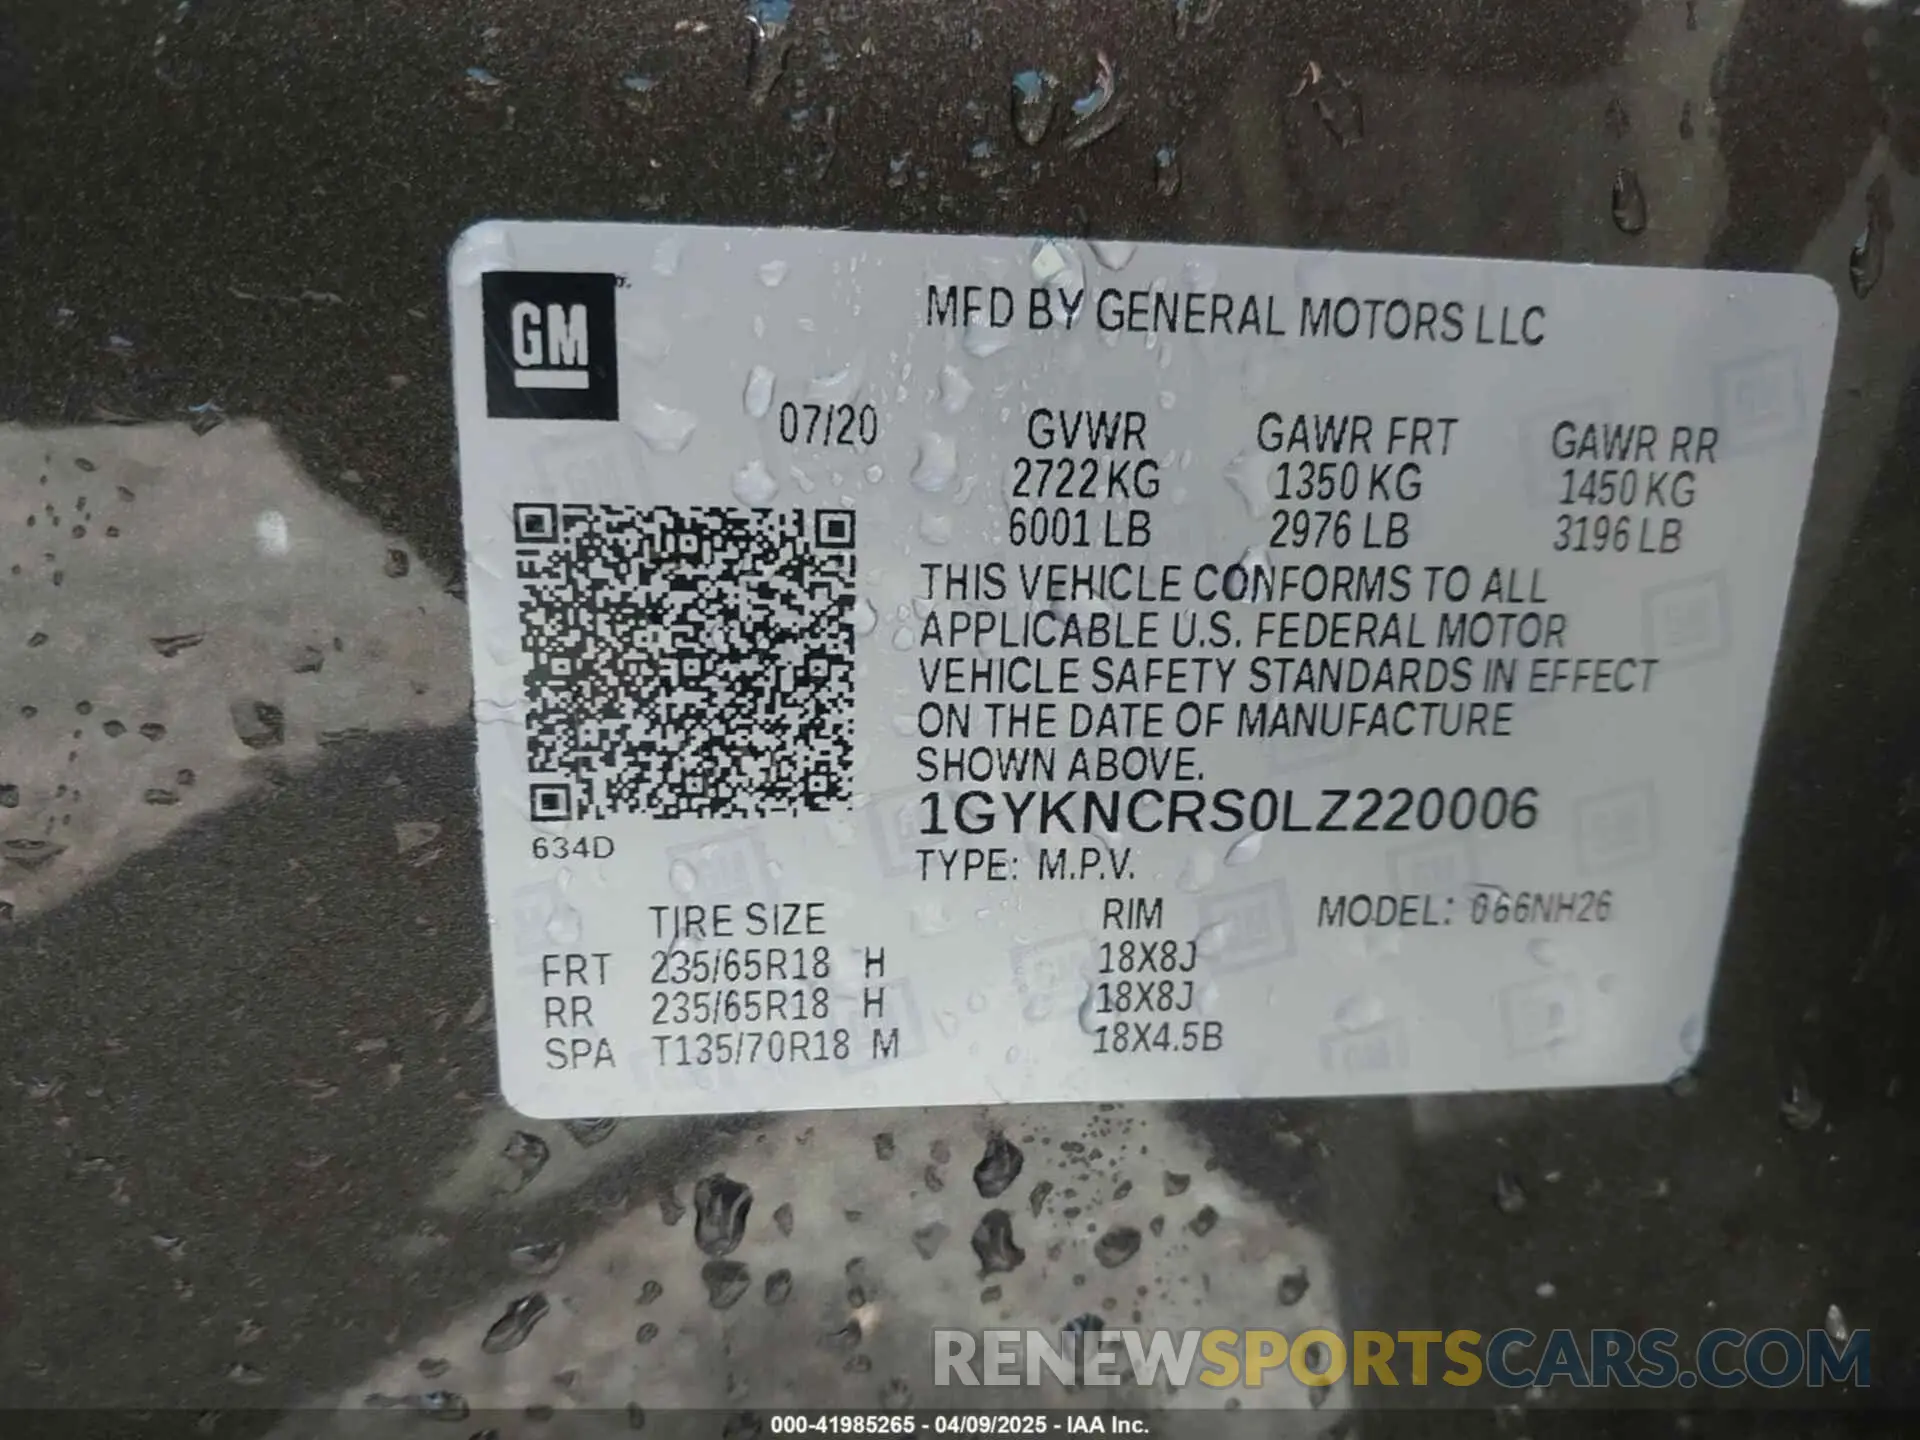 GM
MFD BY GENERAL MOTORS LLC
07/20 GVWR GAWR FRT GAWR RR
2722 KG 1350 KG 1450 KG
6001 LB 2976 LB 3196 LB
THIS VEHICLE CONFORMS TO ALL
APPLICABLE U.S. FEDERAL MOTOR
VEHICLE SAFETY STANDARDS IN EFFECT
ON THE DATE OF MANUFACTURE
SHOWN ABOVE.
1GYKNCRS0LZ220006
634D
TYPE: M.P.V.
TIRE SIZE RIM MODEL: 066NH26
FRT 235/65R18 H 18X8J
RR 235/65R18 H 18X8J
SPA T135/70R18 M 18X4.5B
RENEWSPORTSCARS.COM
000-41985265 - 04/09/2025 - IAA Inc.